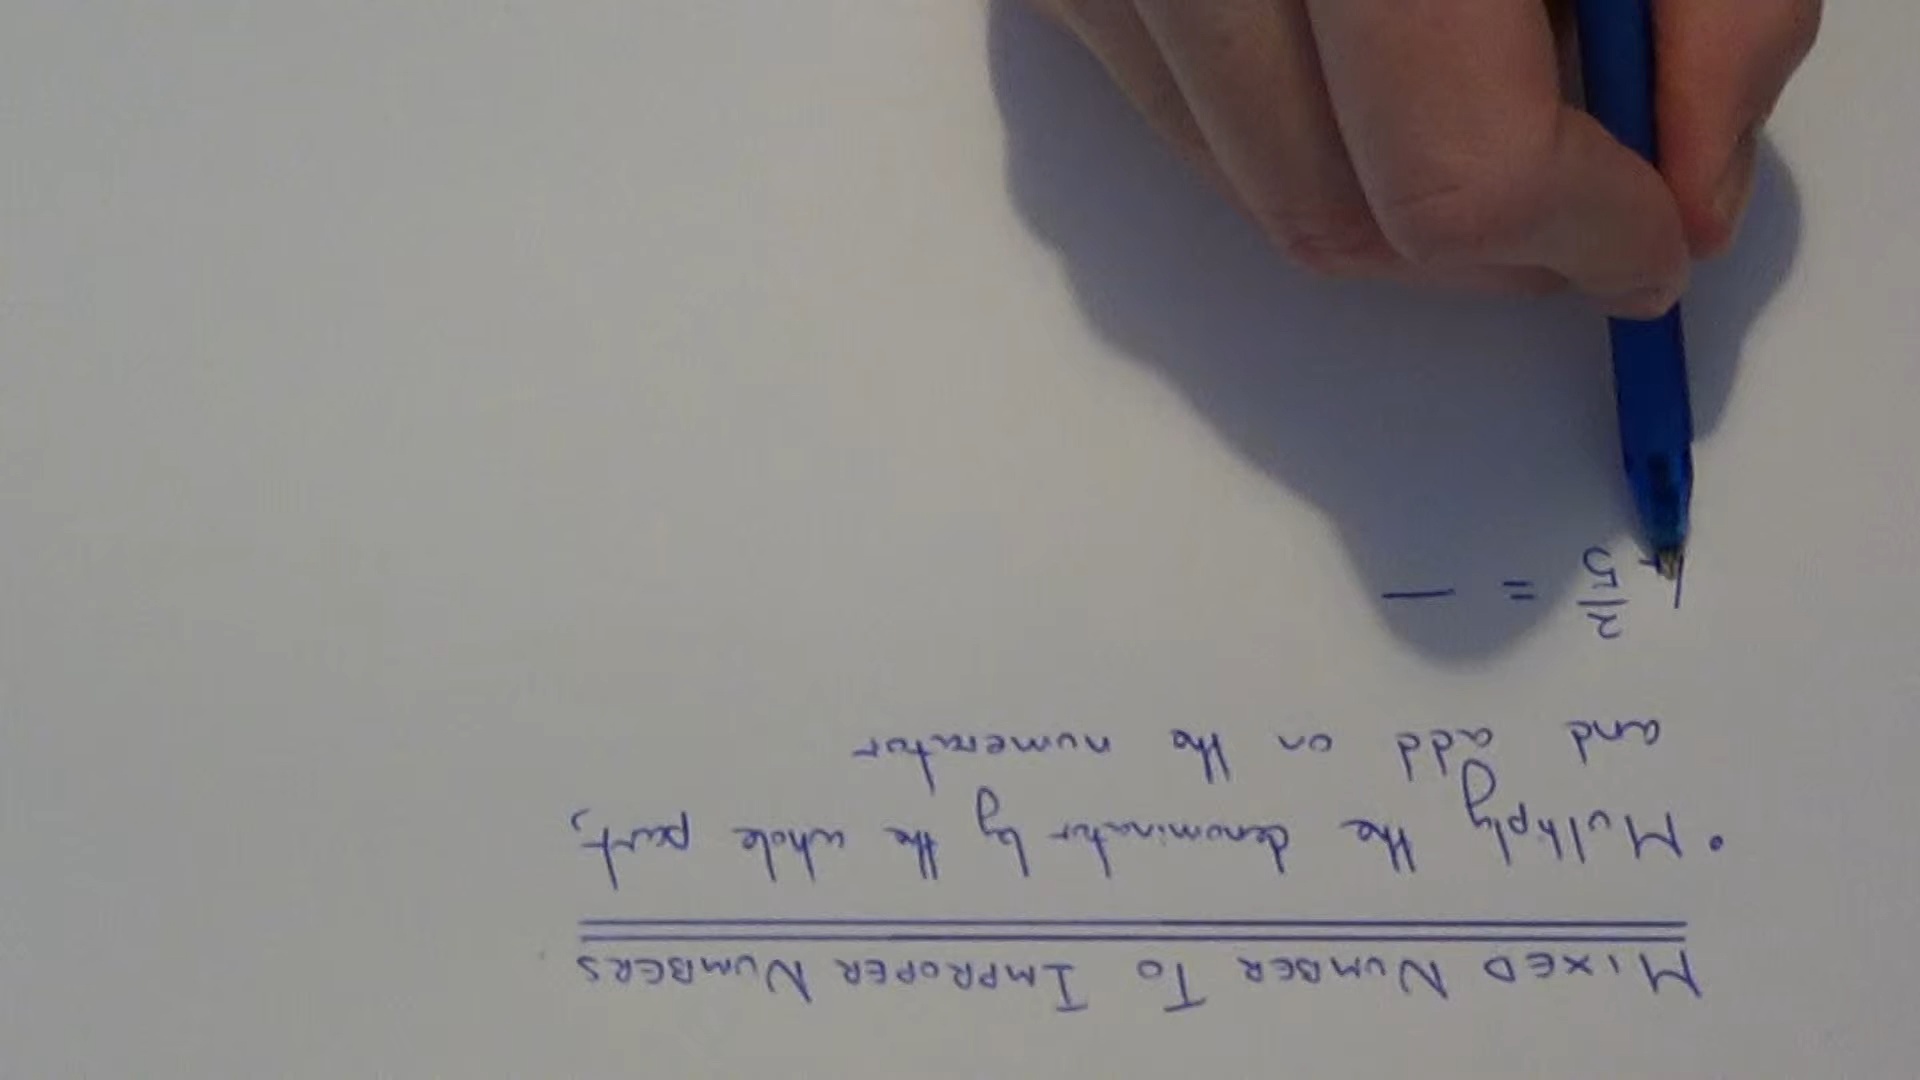 MIXED NUMBER TO IMPROPER NUMBERS
• Multiply the denominator by the whole part,
and add on the numerator
4 2/5 = —